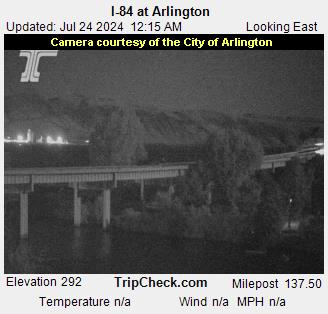 I-84 at Arlington
Updated: Jul 24 2024 12:15 AM Looking East
Camera courtesy of the City of Arlington
Elevation 292 TripCheck.com Milepost 137.50
Temperature n/a Wind n/a MPH n/a